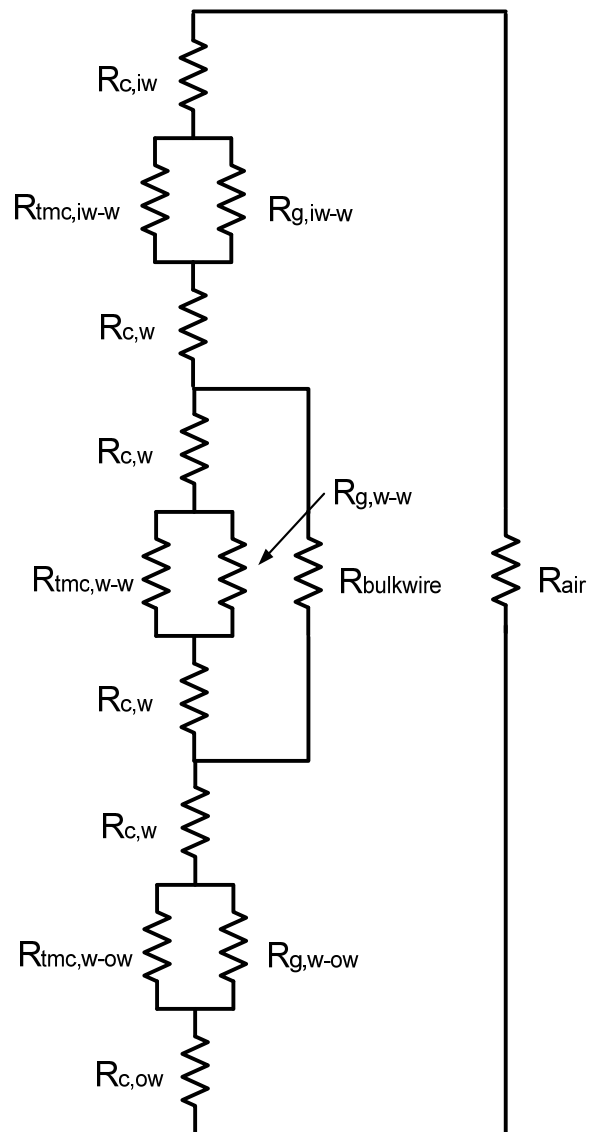 Rc,iw
Rtmc,iw-w
Rg,iw-w
Rc,w
Rc,w
Rg,w-w
Rtmc,w-w
Rbulkwire
Rair
Rc,w
Rc,w
Rtmc,w-ow
Rg,w-ow
Rc,ow